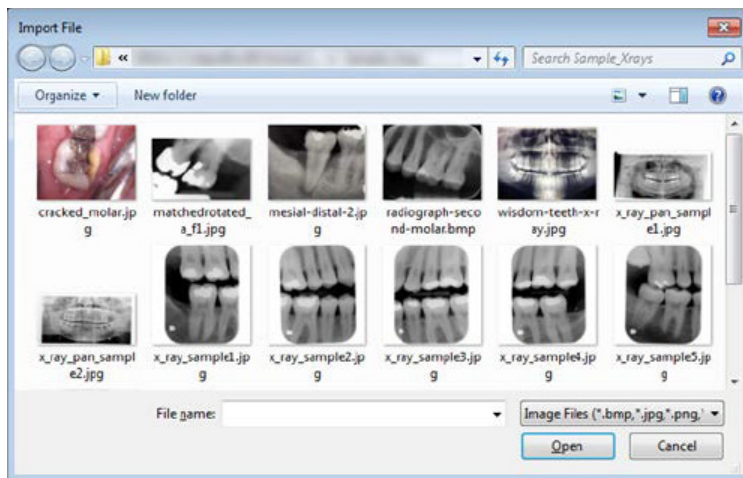 Import File
«
Search Sample_Xrays
Organize
New folder
cracked_molar.jp
g
matchedrotated_
a_f1.jpg
mesial-distal-2.jp
g
radiograph-seco
nd-molar.bmp
wisdom-teeth-x-r
ay.jpg
x_ray_pan_sampl
e1.jpg
x_ray_pan_sampl
e2.jpg
x_ray_sample1.jp
g
x_ray_sample2.jp
g
x_ray_sample3.jp
g
x_ray_sample4.jp
g
x_ray_sample5.jp
g
File name:
Image Files (*.bmp,*.jpg,*.png,
Open
Cancel